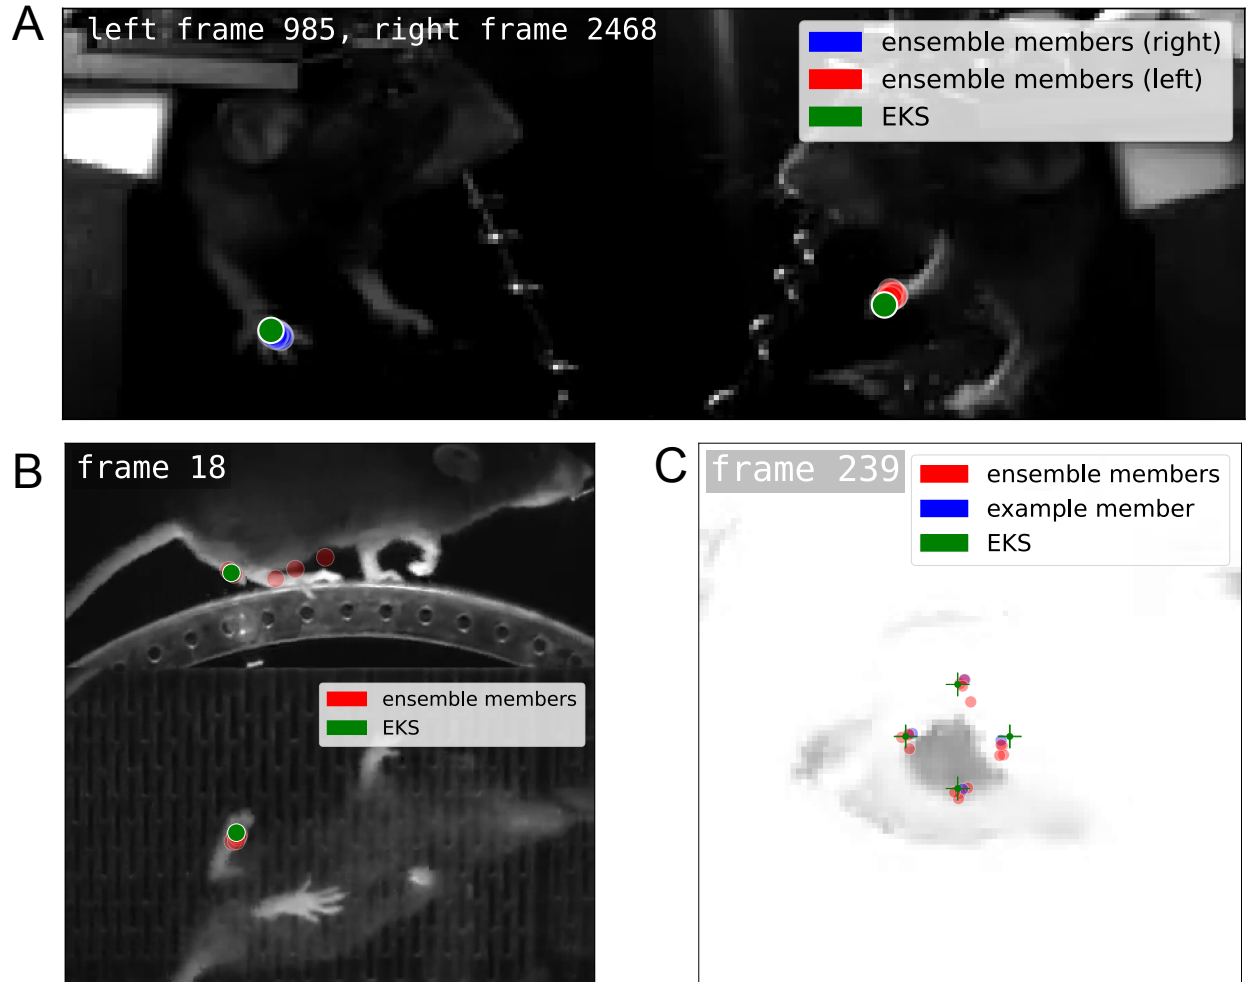 A
left frame 985, right frame 2468
ensemble members (right)
ensemble members (left)
EKS
B
frame 18
ensemble members
EKS
C
frame 239
ensemble members
example member
EKS